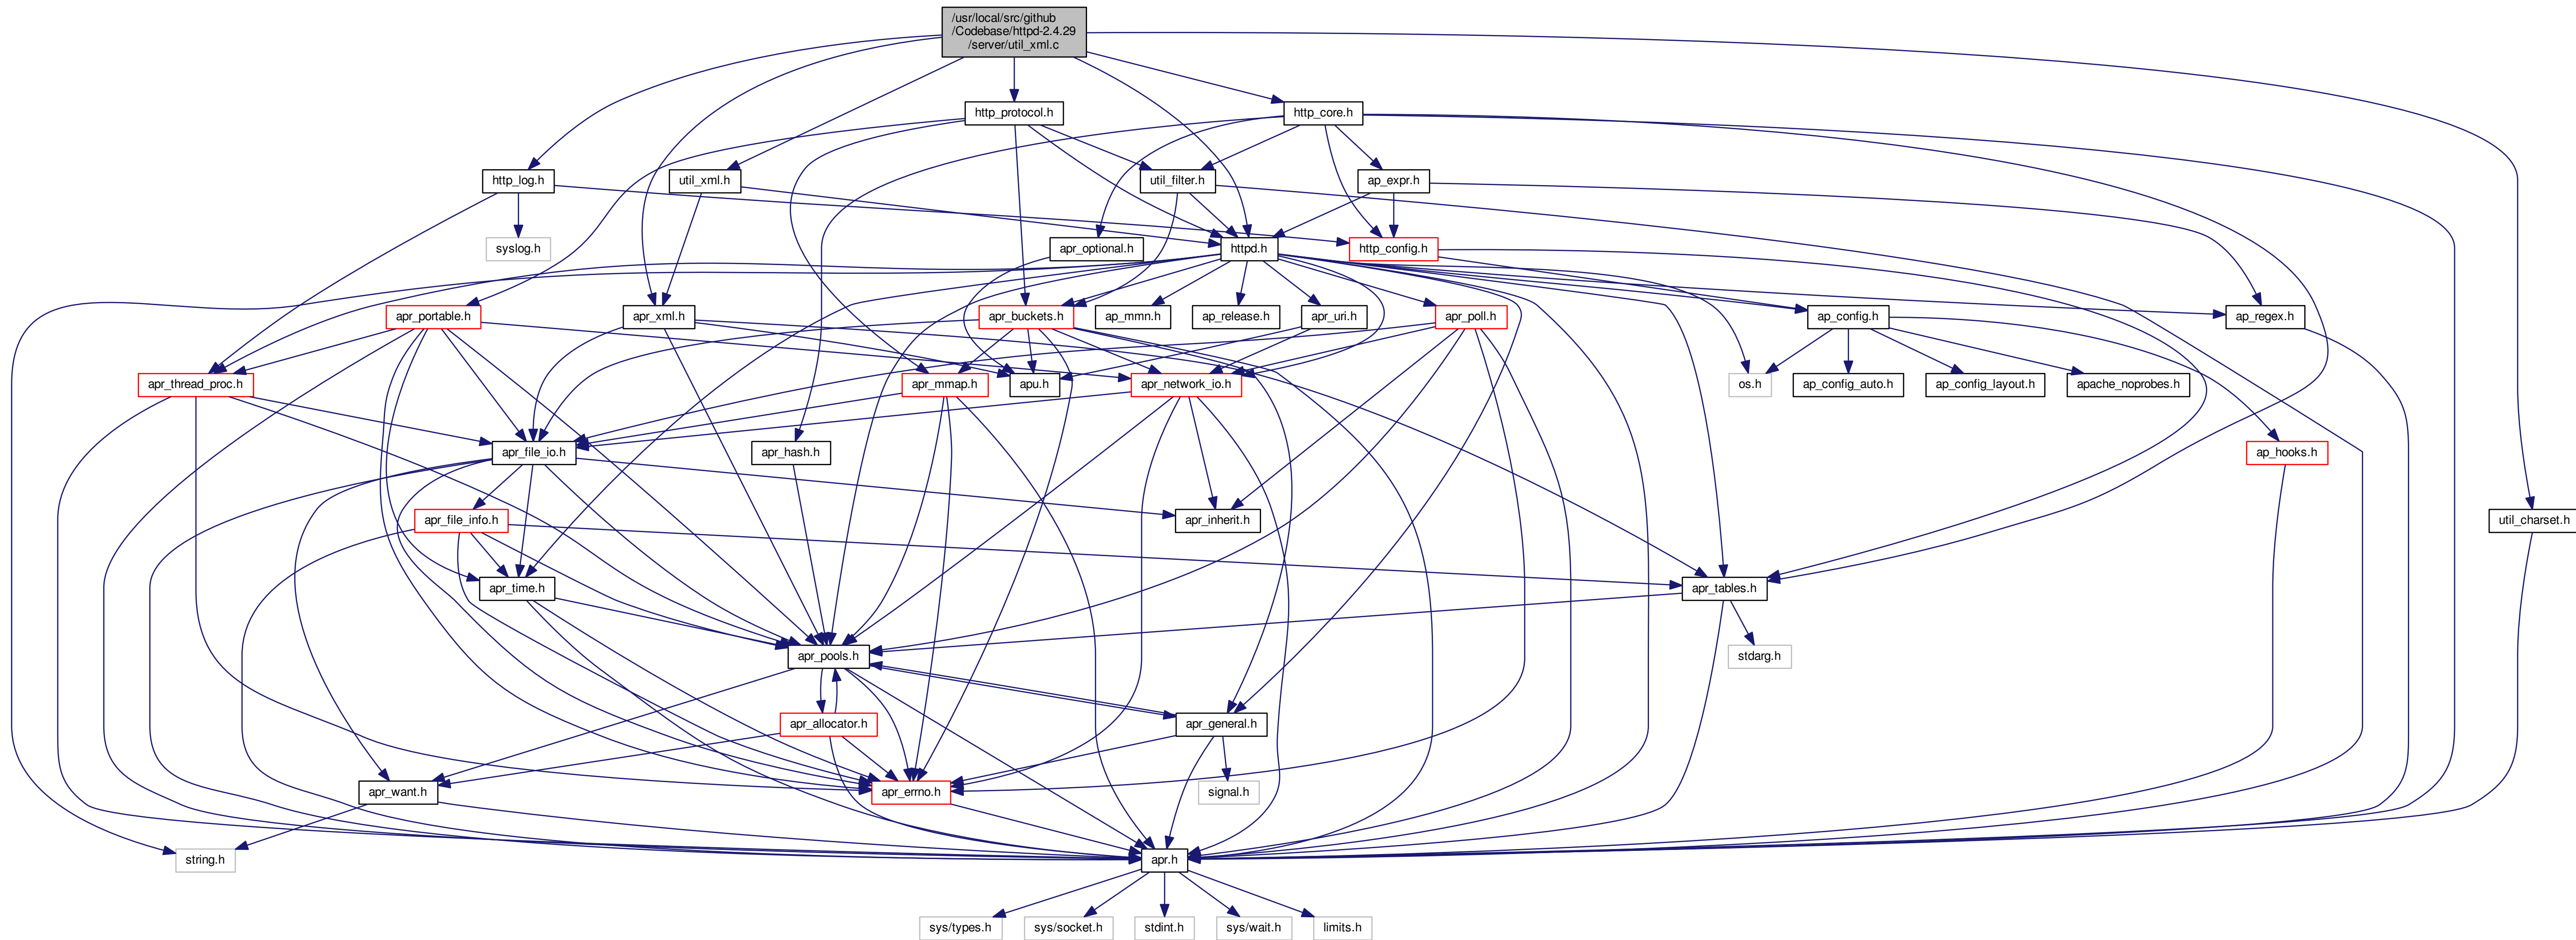 /usr/local/src/github
/Codebase/httpd-2.4.29
/server/util_xml.c
http_protocol.h
http_core.h
http_log.h
util_xml.h
util_filter.h
ap_expr.h
syslog.h
apr_optional.h
httpd.h
http_config.h
apr_portable.h
apr_xml.h
apr_buckets.h
ap_mmn.h
ap_release.h
apr_uri.h
apr_poll.h
ap_config.h
ap_regex.h
apr_thread_proc.h
apr_mmap.h
apu.h
apr_network_io.h
os.h
ap_config_auto.h
ap_config_layout.h
apache_noprobes.h
apr_file_io.h
apr_hash.h
ap_hooks.h
apr_file_info.h
apr_inherit.h
util_charset.h
apr_time.h
apr_tables.h
apr_pools.h
stdarg.h
apr_allocator.h
apr_general.h
apr_want.h
apr_errno.h
signal.h
string.h
apr.h
sys/types.h
sys/socket.h
stdint.h
sys/wait.h
limits.h